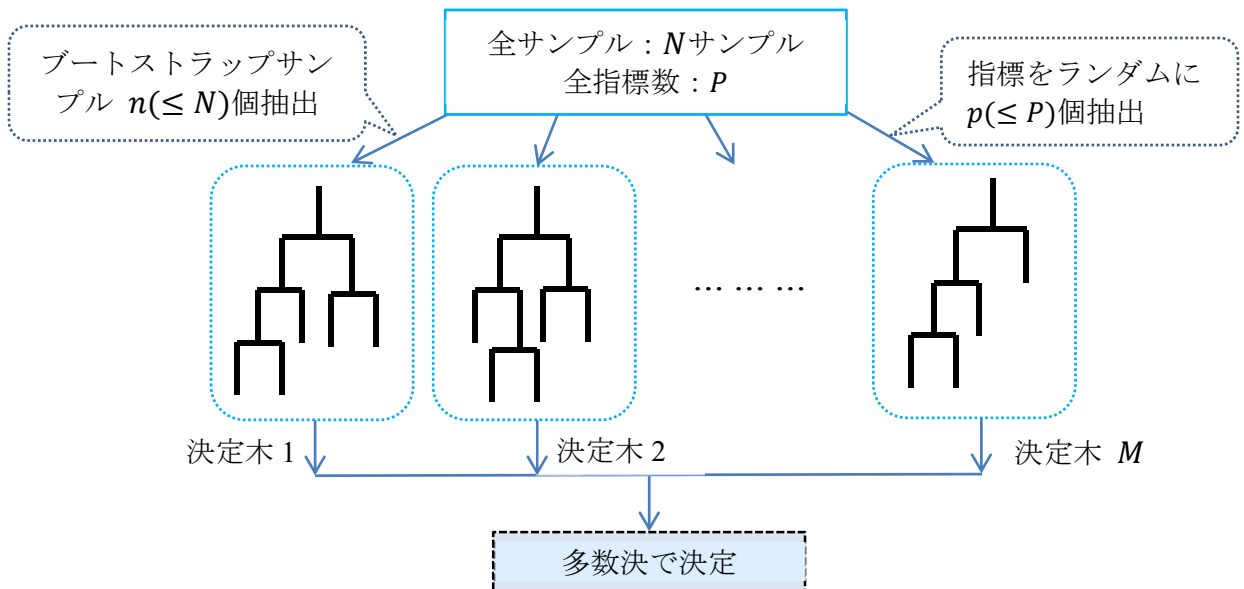 全サンプル：Nサンプル
全指標数：P
ブートストラップサン
プル n(≤ N)個抽出
指標をランダムに
p(≤ P)個抽出
… … …
決定木 1
決定木 2
決定木 M
多数決で決定